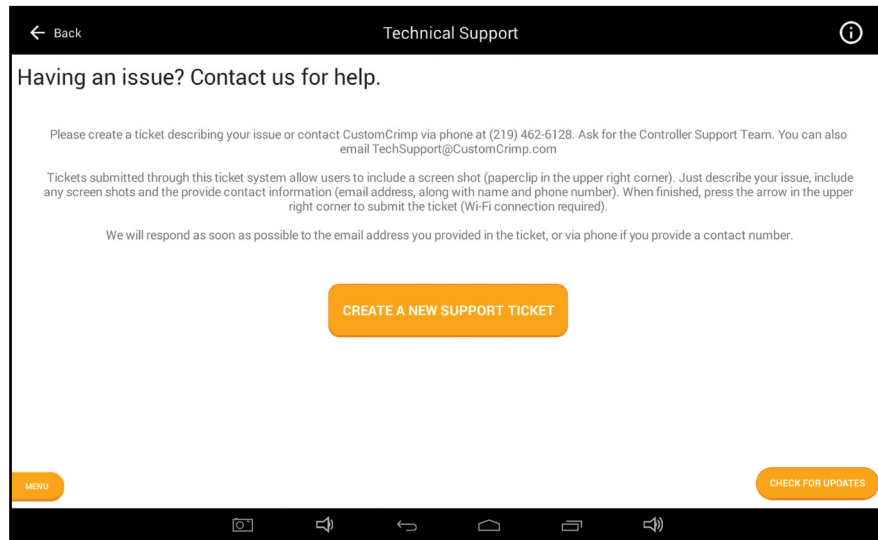 Back
Technical Support
Having an issue? Contact us for help.
Please create a ticket describing your issue or contact CustomCrimp via phone at (219) 462-6128. Ask for the Controller Support Team. You can also
email TechSupport@CustomCrimp.com
Tickets submitted through this ticket system allow users to include a screen shot (paperclip in the upper right corner). Just describe your issue, include
any screen shots and the provide contact information (email address, along with name and phone number). When finished, press the arrow in the upper
right corner to submit the ticket (Wi-Fi connection required).
We will respond as soon as possible to the email address you provided in the ticket, or via phone if you provide a contact number.
CREATE A NEW SUPPORT TICKET
MENU
CHECK FOR UPDATES